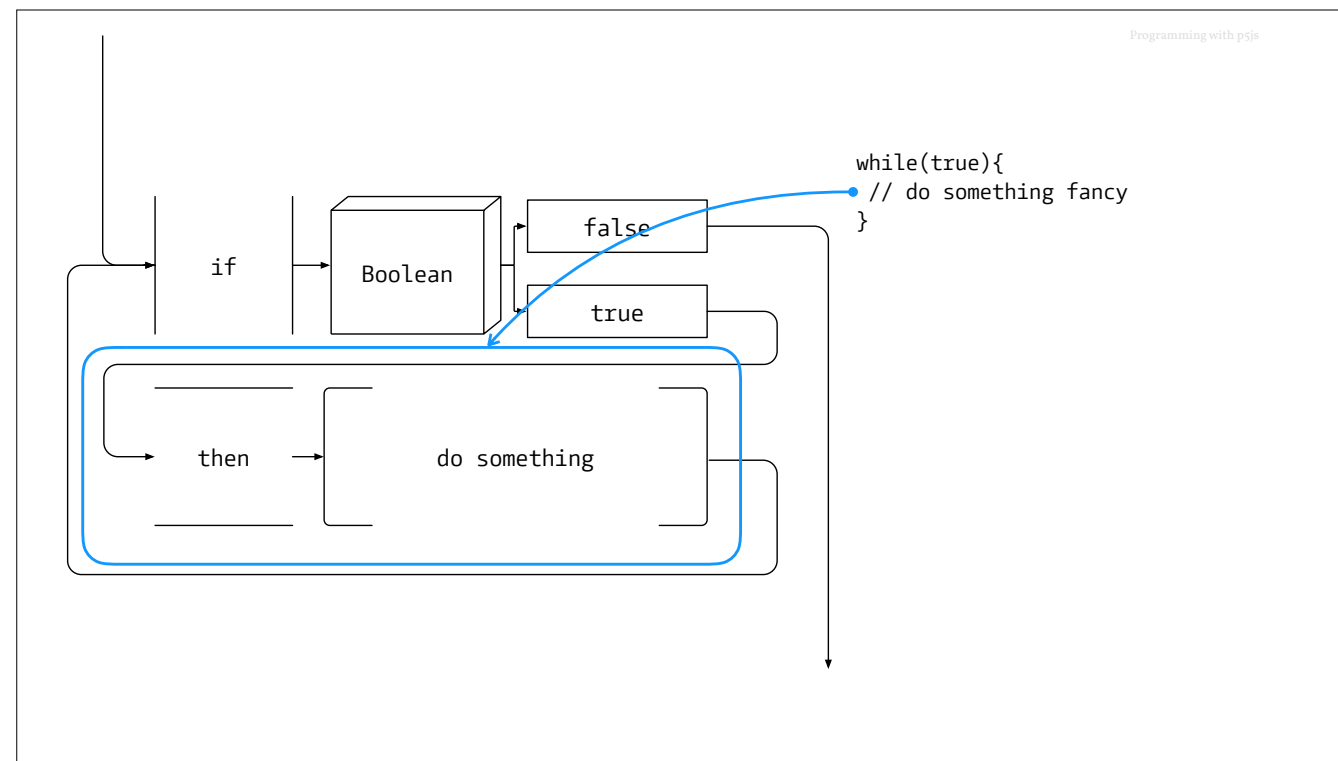 Programming with p5js
while(true){
// do something fancy
}
false
if
Boolean
true
then
do something